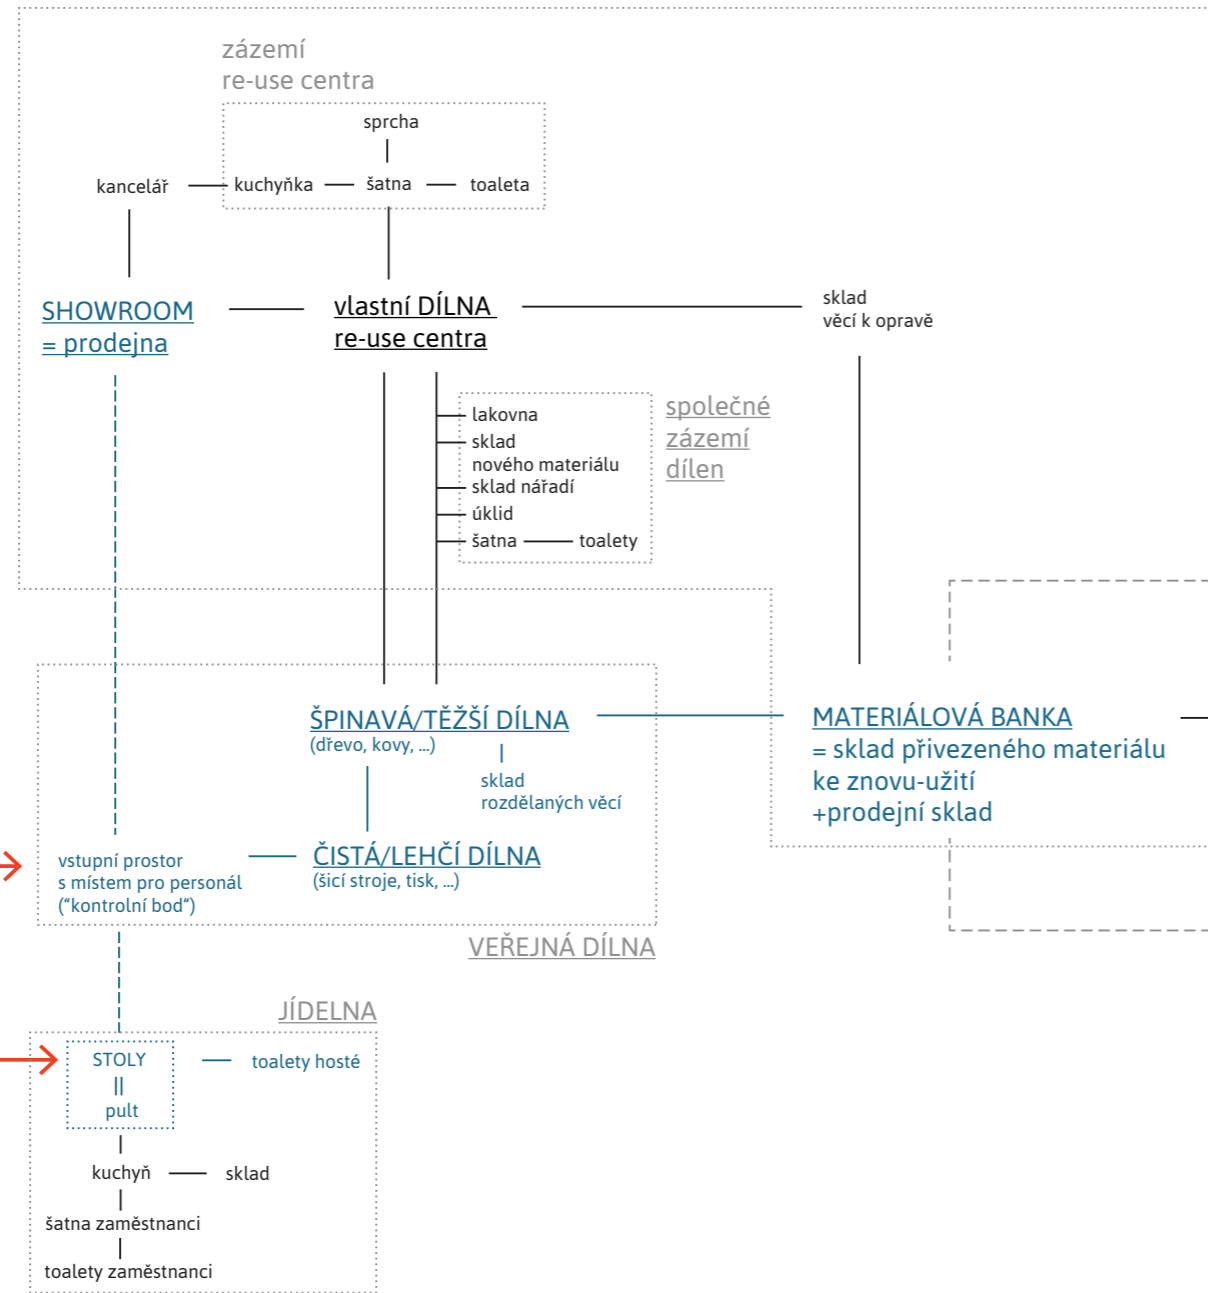 zázemí
re-use centra
sprcha
kancelář
kuchyňka
šatna
toaleta
SHOWROOM
= prodejna
vlastní DÍLNA
re-use centra
sklad
věcí k opravě
lakovna
sklad
nového materiálu
sklad nářadí
úklid
šatna
toalety
společné
zázemí
dílen
ŠPINAVÁ/TĚŽŠÍ DÍLNA
(dřevo, kovy, ...)
sklad
rozdělaných věcí
MATERIÁLOVÁ BANKA
= sklad přivezeného materiálu
ke znovu-užití
+prodejní sklad
vstupní prostor
s místem pro personál
("kontrolní bod“)
ČISTÁ/LEHČÍ DÍLNA
(šicí stroje, tisk, ...)
VEŘEJNÁ DÍLNA
JÍDELNA
STOLY
pult
toalety hosté
kuchyň
sklad
šatna zaměstnanci
toalety zaměstnanci